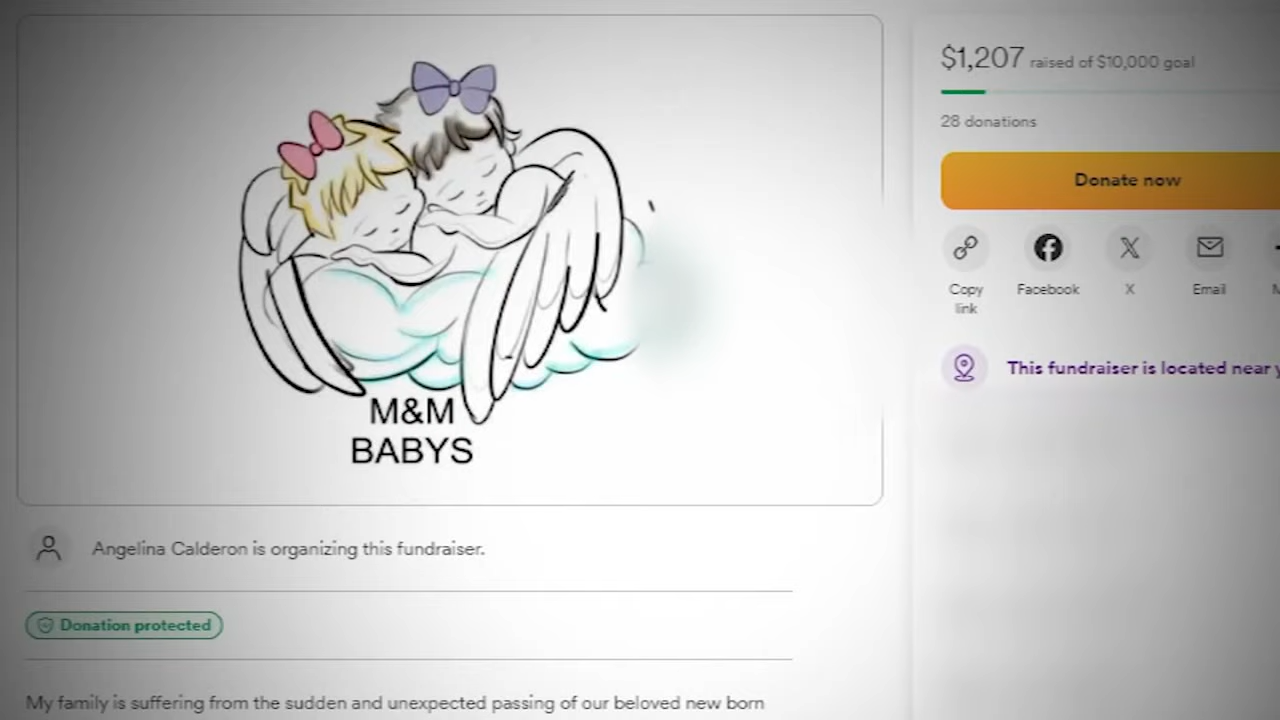 M&M
BABYS
Angelina Calderon is organizing this fundraiser.
Donation protected
My family is suffering from the sudden and unexpected passing of our beloved new born
$1,207 raised of $10,000 goal
28 donations
Donate now
Copy link
Facebook
X
Email
This fundraiser is located near